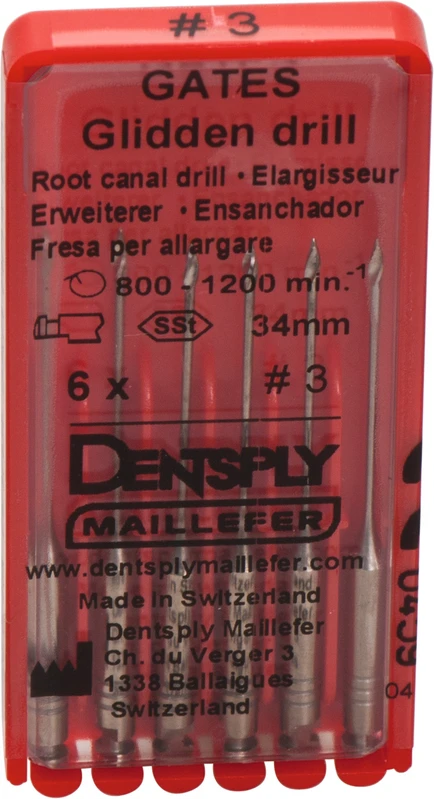 # 3
GATES
Glidden drill
Root canal drill • Elargisseur
Erweiterer • Ensanchador
Fresa per allargare
800 - 1200 min.-1
SSt 34mm
6 x # 3
DENTSPLY
MAILLEFER
www.dentsplymaillefer.com
Made in Switzerland
Dentsply Maillefer
Ch. du Verger 3
1338 Ballaigues
Switzerland
04